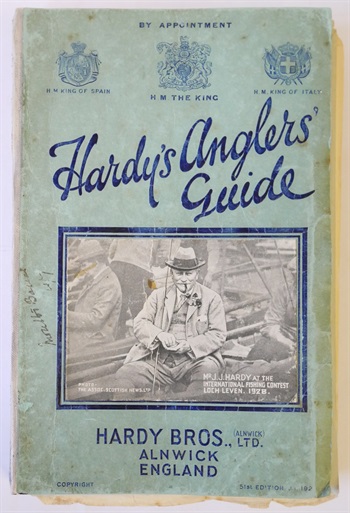 BY APPOINTMENT
H.M KING OF SPAIN
H M THE KING
H. M. KING OF ITALY
Hardy's Anglers'
Guide
PHOTO:
MR. J. J. HARDY AT THE
INTERNATIONAL FISHING CONTEST
LOCH-LEVEN. 1928.
HARDY BROS., (ALNWICK) LTD.
ALNWICK
ENGLAND
COPYRIGHT
51ST EDITION